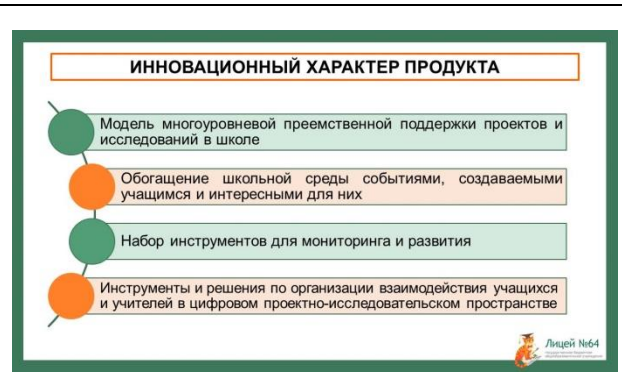 ИННОВАЦИОННЫЙ ХАРАКТЕР ПРОДУКТА
Модель многоуровневой преемственной поддержки проектов и
исследований в школе
Обогащение школьной среды событиями, создаваемыми
учащимся и интересными для них
Набор инструментов для мониторинга и развития
Инструменты и решения по организации взаимодействия учащихся
и учителей в цифровом проектно-исследовательском пространстве
Лицей №64